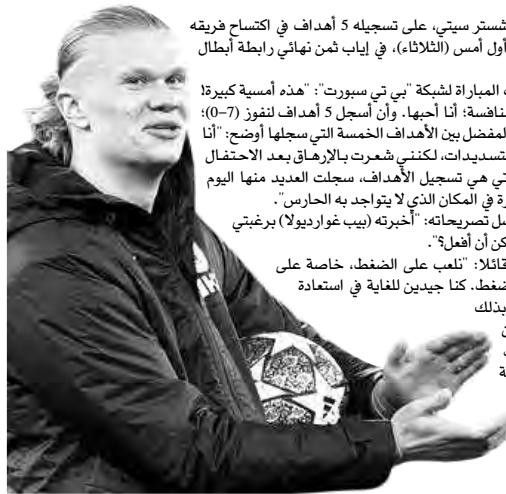 شستر سيتي، على تسجيله 5 أهداف في اكتساح فريقه
أول أمس (الثلاثاء)، في إياب ثمن نهائي رابطة أبطال
المباراة لشبكة "بي تي سبورت": "هذه أمسية كبيرة!
نافسة؛ أنا أحبها. وأن أسجل 5 أهداف لنفوز (7-0)؛
لمفضل بين الأهداف الخمسة التي سجلها أوضح: "أنا
تسديدات، لكنني شعرت بالإرهاق بعد الاحتفال
تي هي تسجيل الأهداف، سجلت العديد منها اليوم
رة في المكان الذي لا يتواجد به الحارس".
سل تصريحاته: "أخبرته (بيب غوارديولا) برغبتي
كن أن أفعل؟".
قائلا: "نلعب على الضغط، خاصة على
ضغط. كنا جيدين للغاية في استعادة
بذلك